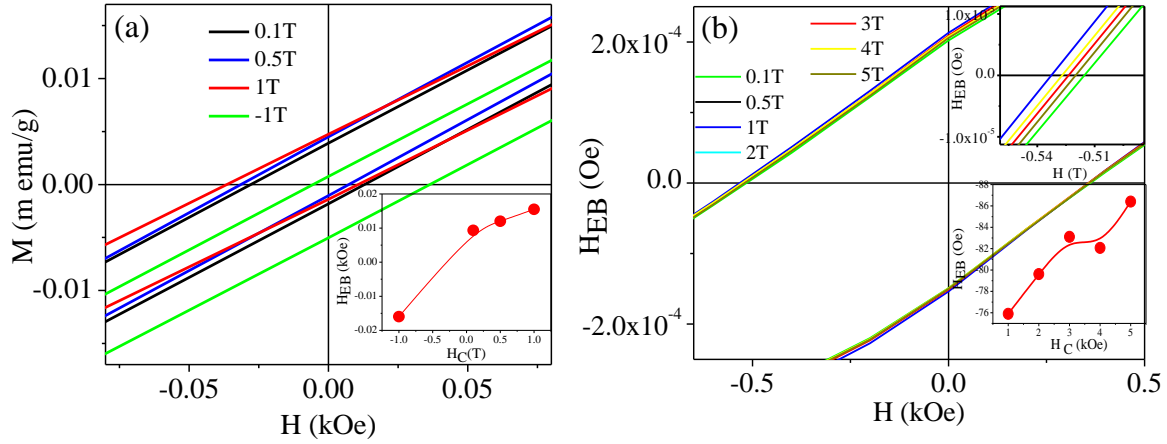 (a)
0.1T
0.5T
1T
-1T
0.01
0.00
-0.01
M (m emu/g)
-0.05
0.00
0.05
H (kOe)
0.02
0.01
0.00
-0.01
-0.02
H_EB (kOe)
-1.0
-0.5
0.0
0.5
1.0
H_C(T)
(b)
3T
4T
5T
0.1T
0.5T
1T
2T
2.0x10^-4
0.0
-2.0x10^-4
H_EB (Oe)
-0.5
0.0
0.5
H (kOe)
1.0x10^-5
0.0
-1.0x10^-5
H_EB (Oe)
-0.54
-0.51
H (T)
-88
-86
-84
-82
-80
-78
-76
H_EB (Oe)
1
2
3
4
5
H_C (kOe)